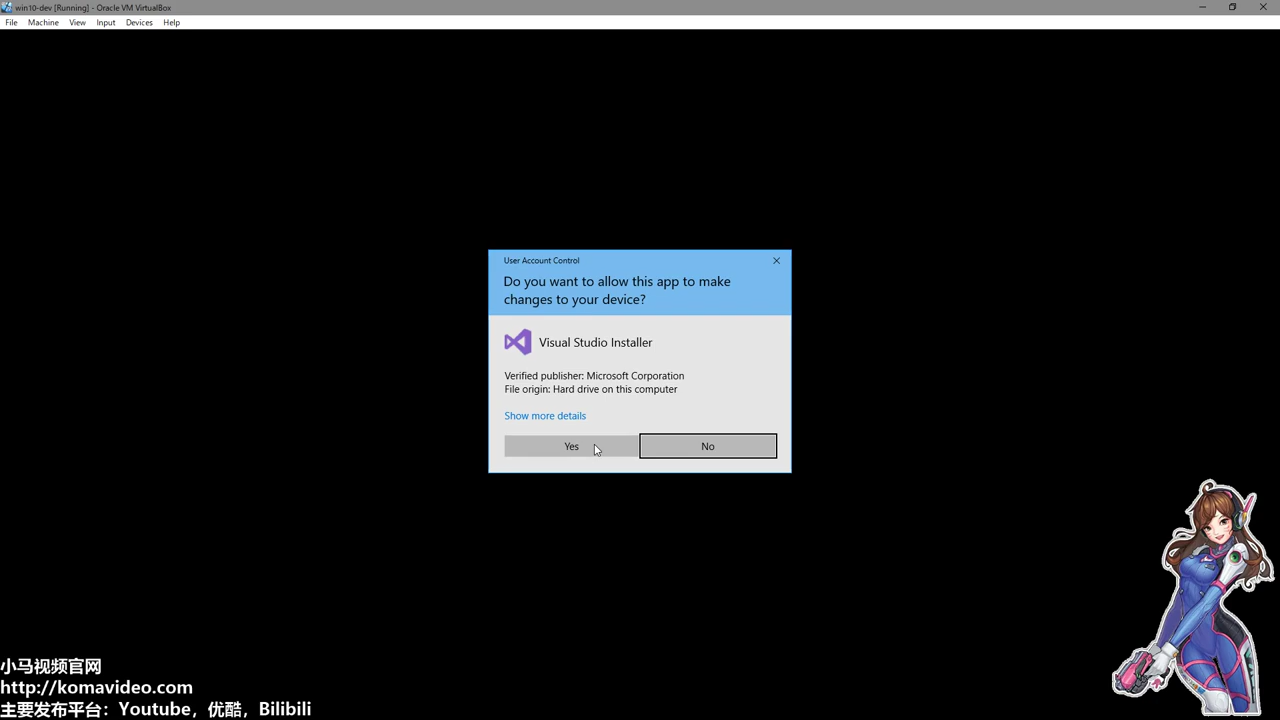 win10-dev [Running] - Oracle VM VirtualBox
File Machine View Input Devices Help
User Account Control
Do you want to allow this app to make
changes to your device?
Visual Studio Installer
Verified publisher: Microsoft Corporation
File origin: Hard drive on this computer
Show more details
Yes No
小马视频官网
http://komavideo.com
主要发布平台：Youtube，优酷，Bilibili